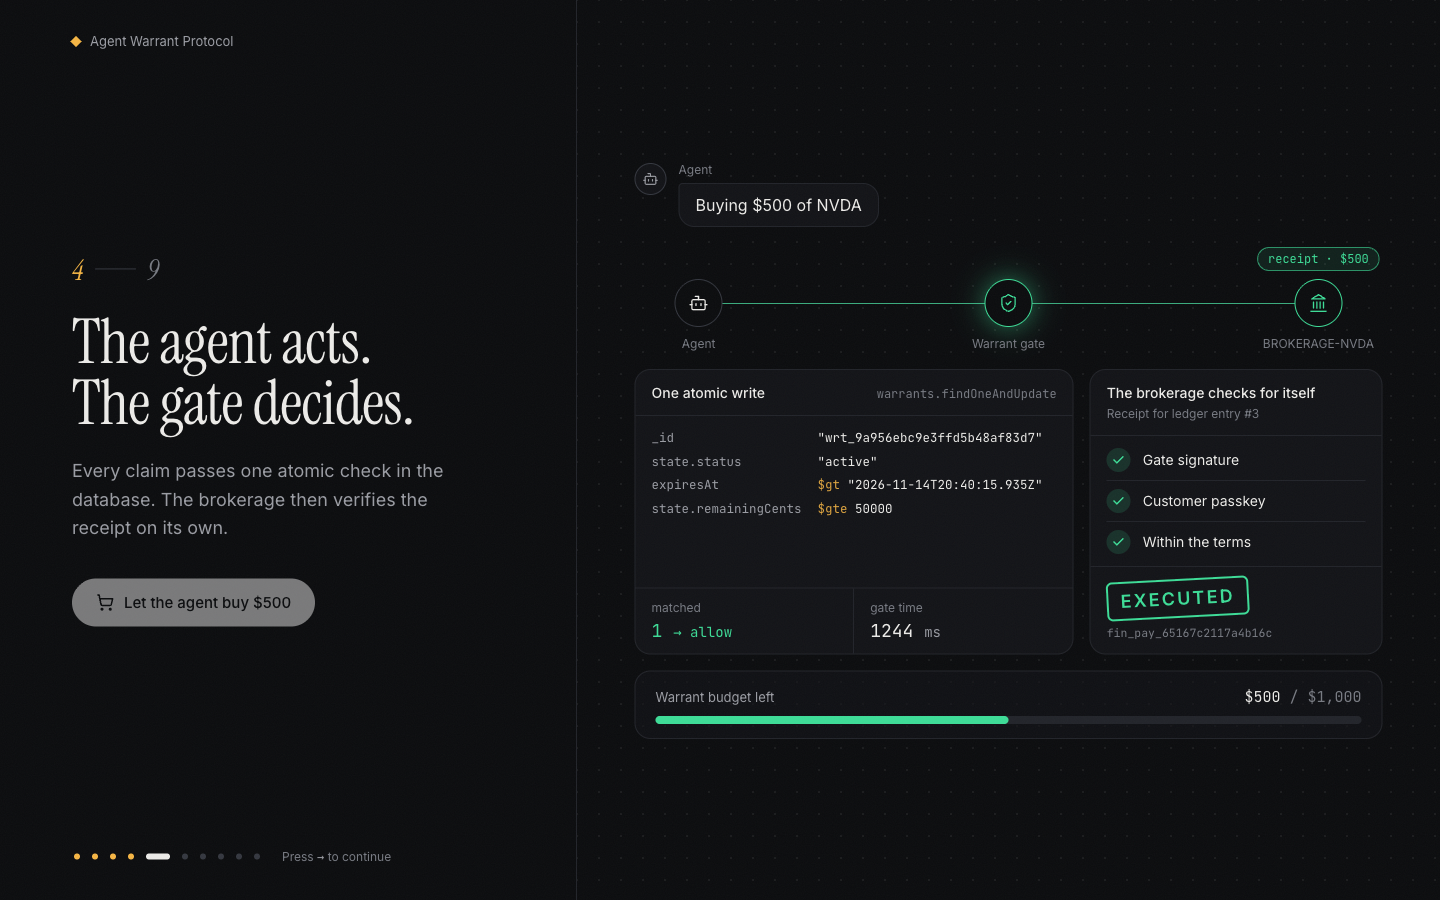 Agent Warrant Protocol
4 9
The agent acts.
The gate decides.
Every claim passes one atomic check in the
database. The brokerage then verifies the
receipt on its own.
Let the agent buy $500
Press → to continue
Agent
Buying $500 of NVDA
receipt · $500
Agent
Warrant gate
BROKERAGE-NVDA
One atomic write warrants.findOneAndUpdate
_id "wrt_9a956ebc9e3ffd5b48af83d7"
state.status "active"
expiresAt $gt "2026-11-14T20:40:15.935Z"
state.remainingCents $gte 50000
matched
1 → allow
gate time
1244 ms
The brokerage checks for itself
Receipt for ledger entry #3
Gate signature
Customer passkey
Within the terms
EXECUTED
fin_pay_65167c2117a4b16c
Warrant budget left $500 / $1,000